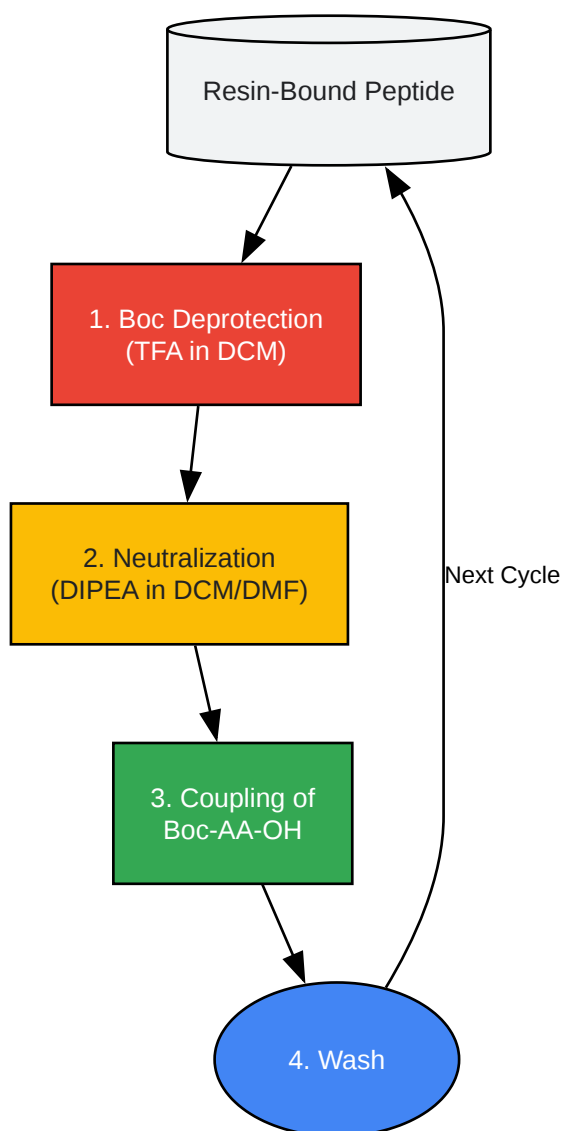 Resin-Bound Peptide
1. Boc Deprotection
(TFA in DCM)
2. Neutralization
(DIPEA in DCM/DMF)
Next Cycle
3. Coupling of
Boc-AA-OH
4. Wash